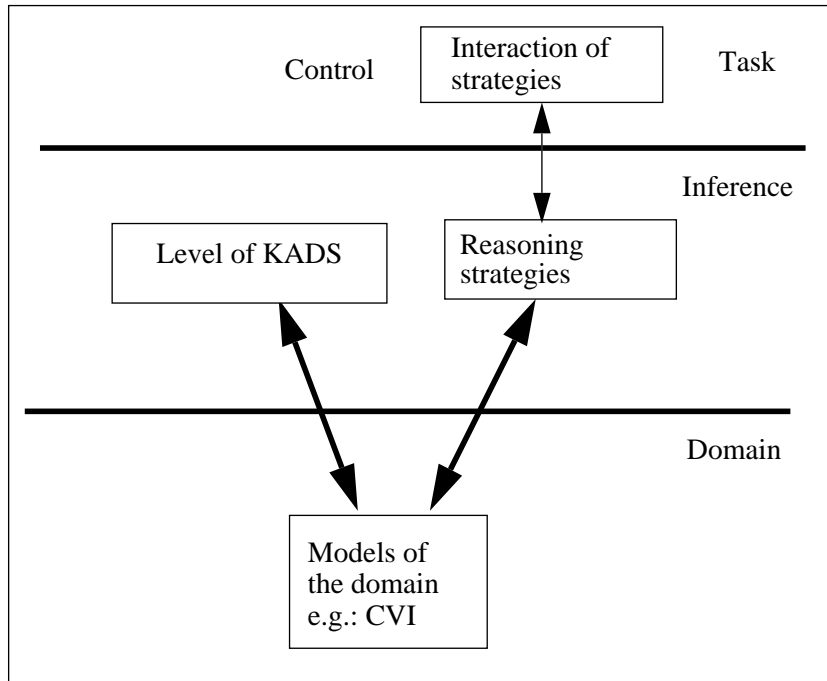 Control
Interaction of
strategies
Task
Inference
Level of KADS
Reasoning
strategies
Domain
Models of
the domain
e.g.: CVI